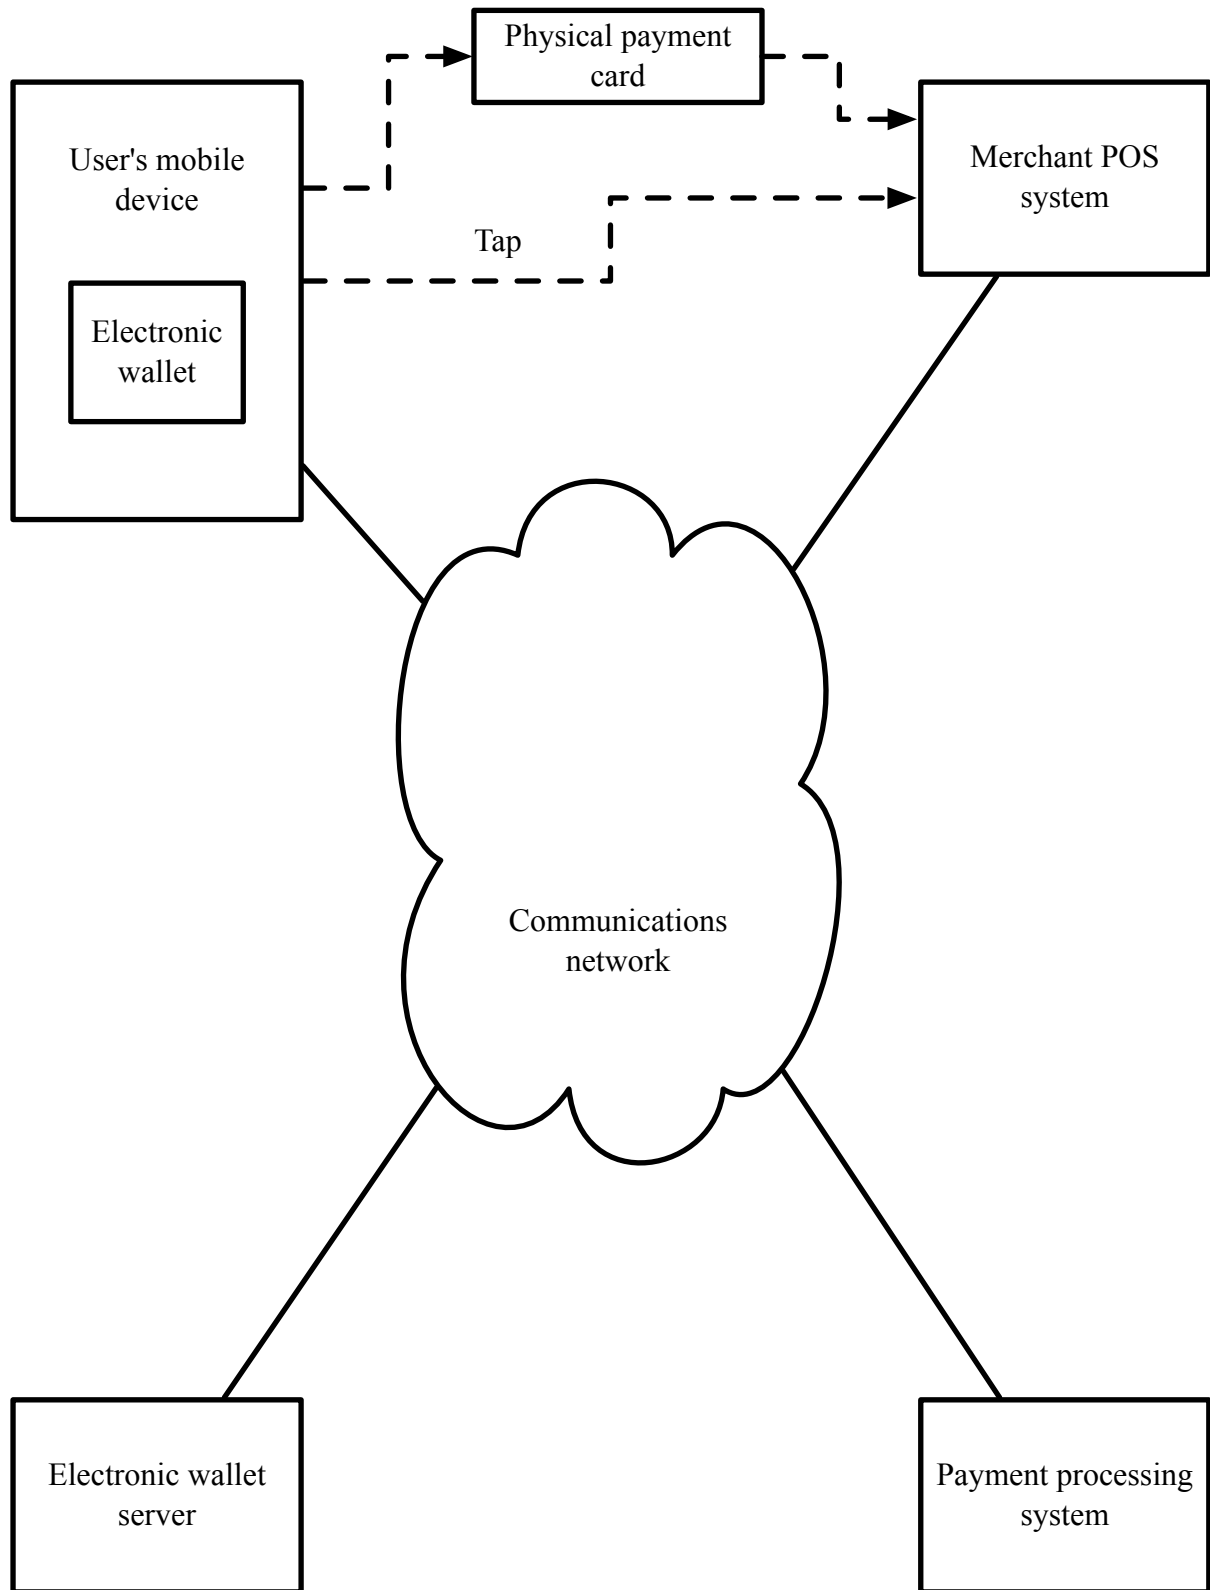 Physical payment
card
User's mobile
device
Merchant POS
system
Tap
Electronic
wallet
Communications
network
Electronic wallet
server
Payment processing
system